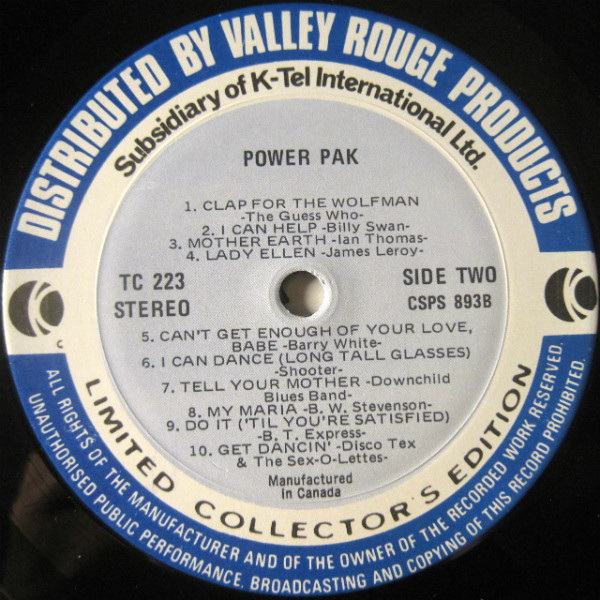 DISTRIBUTED BY VALLEY ROUGE PRODUCTS
Subsidiary of K-Tel International Ltd.
POWER PAK
1. CLAP FOR THE WOLFMAN
-The Guess Who-
2. I CAN HELP -Billy Swan-
3. MOTHER EARTH -Ian Thomas-
4. LADY ELLEN -James Leroy-
TC 223
STEREO
SIDE TWO
CSPS 893B
5. CAN'T GET ENOUGH OF YOUR LOVE,
BABE -Barry White-
6. I CAN DANCE (LONG TALL GLASSES)
-Shooter-
7. TELL YOUR MOTHER -Downchild
Blues Band-
8. MY MARIA -B. W. Stevenson-
9. DO IT ('TIL YOU'RE SATISFIED)
-B. T. Express-
10. GET DANCIN' -Disco Tex
& The Sex-O-Lettes-
Manufactured
in Canada
LIMITED COLLECTOR'S EDITION
ALL RIGHTS OF THE MANUFACTURER AND OF THE OWNER OF THE RECORDED WORK RESERVED.
UNAUTHORISED PUBLIC PERFORMANCE, BROADCASTING AND COPYING OF THIS RECORD PROHIBITED.